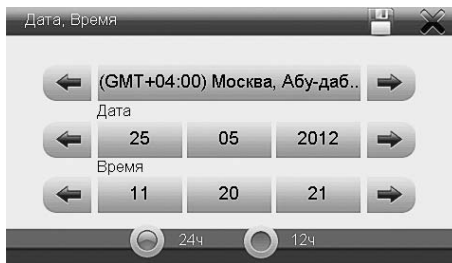 Дата, Время
(GMT+04:00) Москва, Абу-даб..
Дата
25 05 2012
Время
11 20 21
24ч 12ч